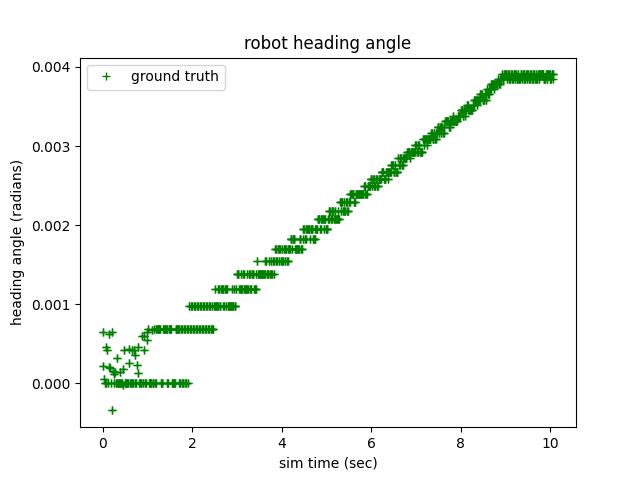 robot heading angle
ground truth
heading angle (radians)
0.004
0.003
0.002
0.001
0.000
0 2 4 6 8 10
sim time (sec)